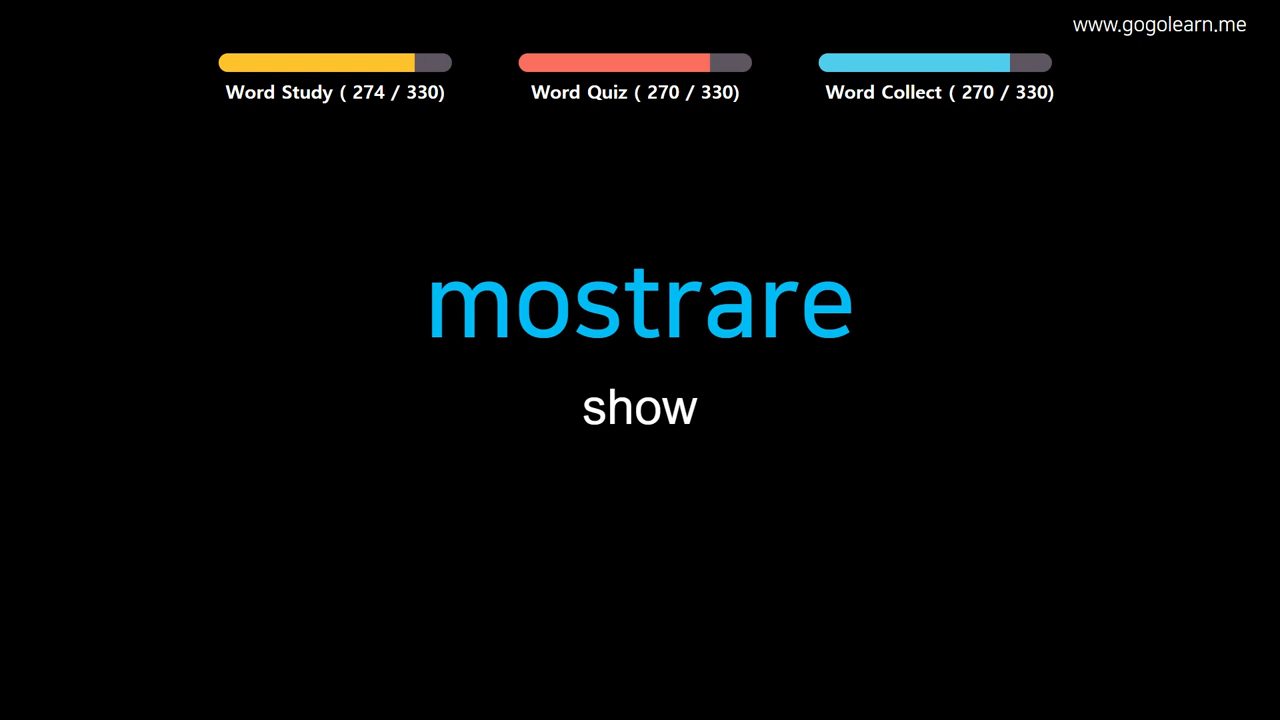 www.gogolearn.me
Word Study ( 274 / 330) Word Quiz ( 270 / 330) Word Collect ( 270 / 330)
mostrare
show